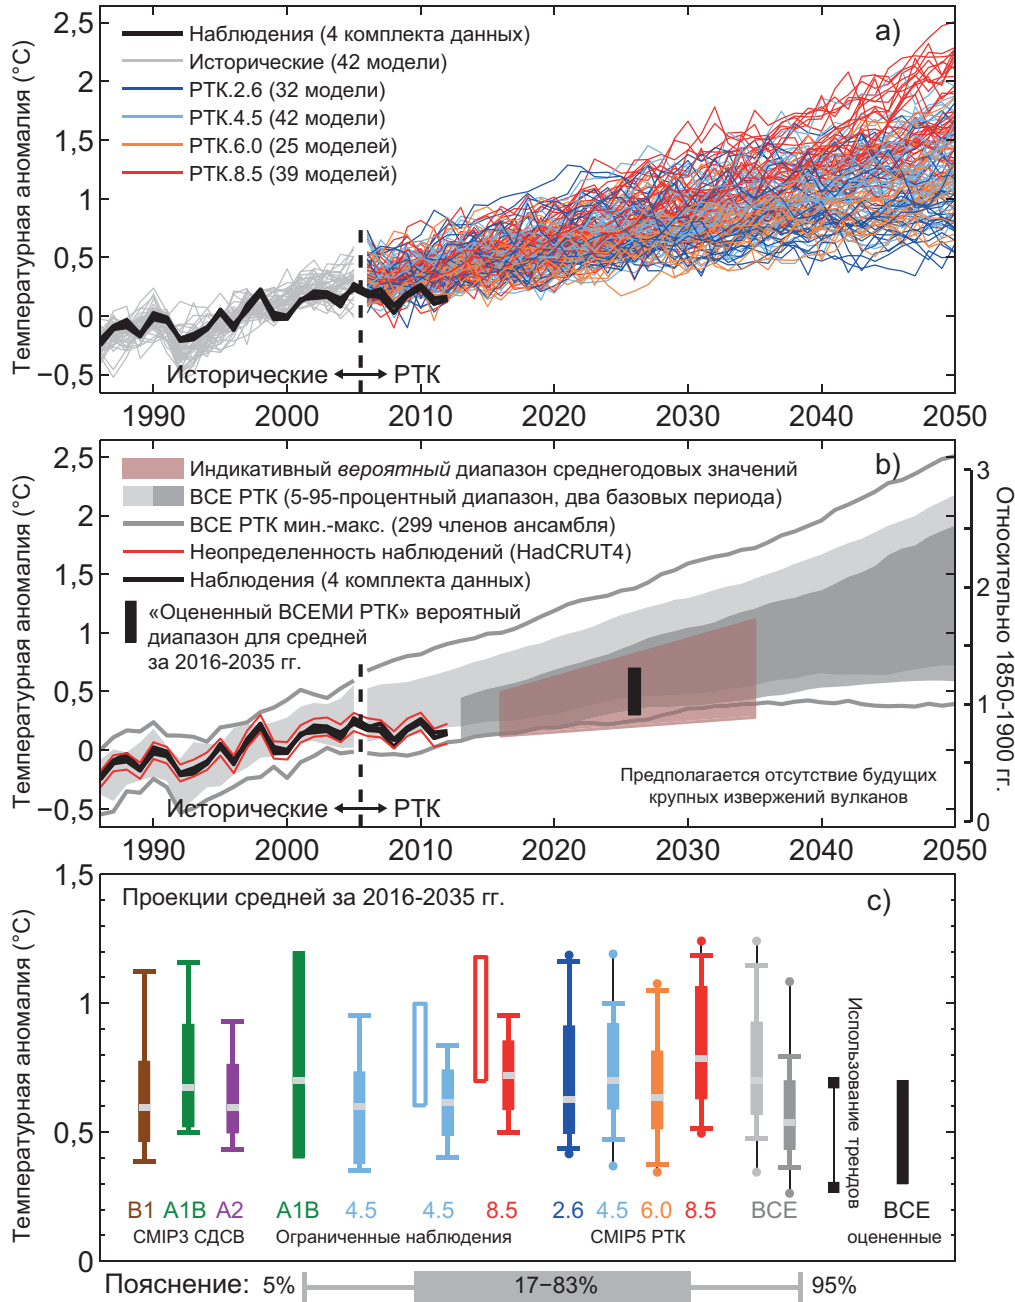 a)
Температурная аномалия (°C)
2,5
2
1,5
1
0,5
0
−0,5
Наблюдения (4 комплекта данных)
Исторические (42 модели)
РТК.2.6 (32 модели)
РТК.4.5 (42 модели)
РТК.6.0 (25 моделей)
РТК.8.5 (39 моделей)
Исторические РТК
1990 2000 2010 2020 2030 2040 2050
b)
Температурная аномалия (°C)
2,5
2
1,5
1
0,5
0
−0,5
Индикативный вероятный диапазон среднегодовых значений
ВСЕ РТК (5-95-процентный диапазон, два базовых периода)
ВСЕ РТК мин.-макс. (299 членов ансамбля)
Неопределенность наблюдений (HadCRUT4)
Наблюдения (4 комплекта данных)
«Оцененный ВСЕМИ РТК» вероятный
диапазон для средней
за 2016-2035 гг.
Предполагается отсутствие будущих
крупных извержений вулканов
Исторические РТК
3
2
1
0
Относительно 1850-1900 гг.
1990 2000 2010 2020 2030 2040 2050
c)
Температурная аномалия (°C)
1,5
1
0,5
0
Проекции средней за 2016-2035 гг.
Использование трендов
B1 A1B A2 A1B 4.5 4.5 8.5 2.6 4.5 6.0 8.5 ВСЕ ВСЕ
CMIP3 СДСВ Ограниченные наблюдения CMIP5 РТК оцененные
Пояснение: 5% 17−83% 95%